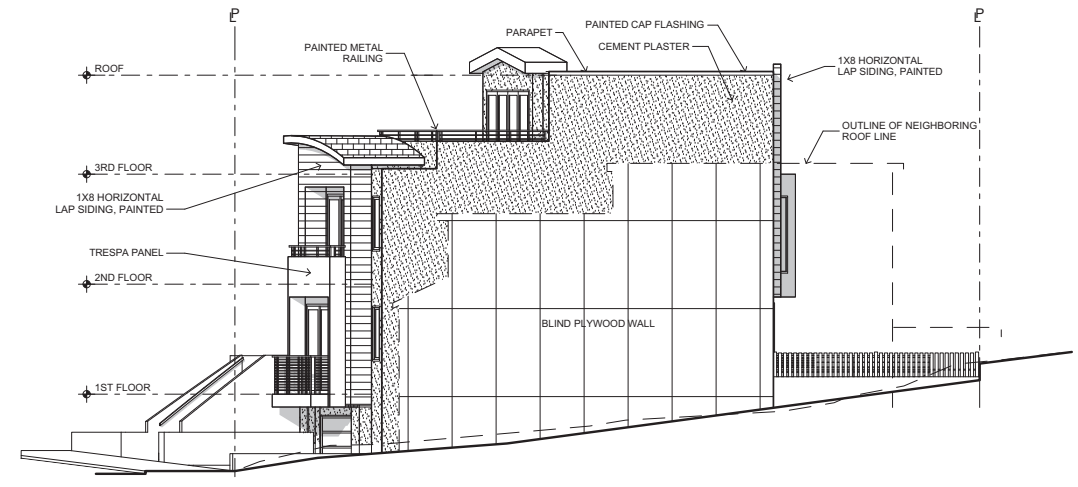 PL
PL
PAINTED CAP FLASHING
PARAPET
CEMENT PLASTER
PAINTED METAL
RAILING
1X8 HORIZONTAL
LAP SIDING, PAINTED
ROOF
OUTLINE OF NEIGHBORING
ROOF LINE
3RD FLOOR
1X8 HORIZONTAL
LAP SIDING, PAINTED
TRESPA PANEL
2ND FLOOR
BLIND PLYWOOD WALL
1ST FLOOR